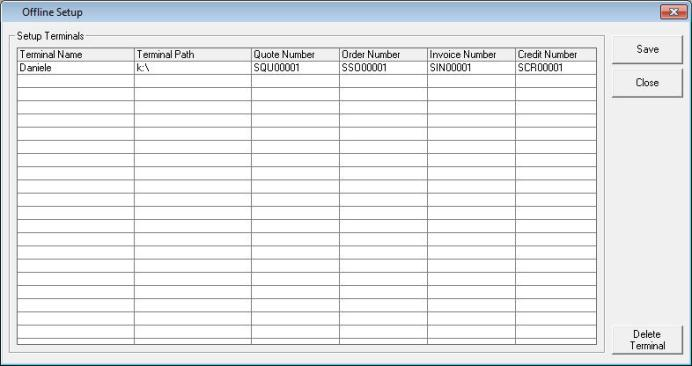 Offline Setup
Setup Terminals
Terminal Name Terminal Path Quote Number Order Number Invoice Number Credit Number
Daniele k:\ SQU00001 SSO00001 SIN00001 SCR00001
Save
Close
Delete
Terminal